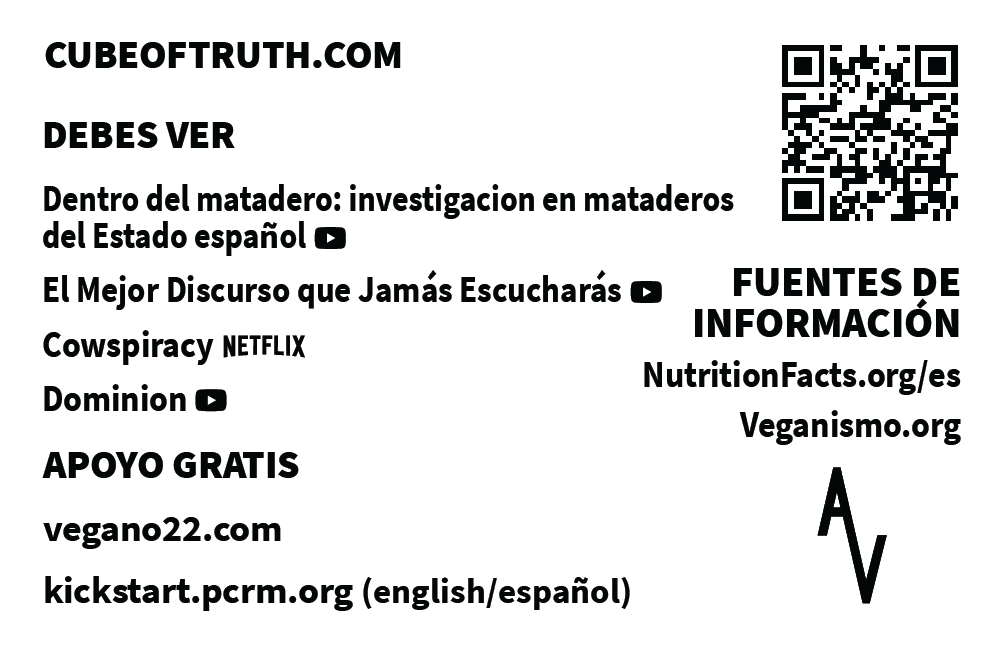 CUBEOFTRUTH.COM
DEBES VER
Dentro del matadero: investigacion en mataderos
del Estado español
El Mejor Discurso que Jamás Escucharás
Cowspiracy NETFLIX
Dominion
APOYO GRATIS
vegano22.com
kickstart.pcrm.org (english/español)
FUENTES DE
INFORMACIÓN
NutritionFacts.org/es
Veganismo.org
AV